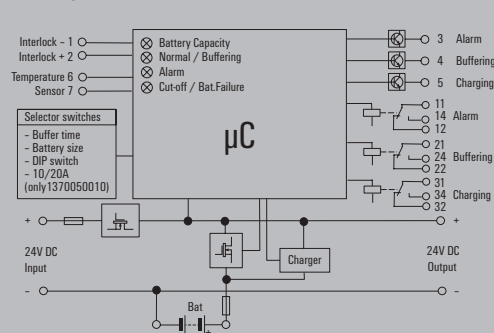 Interlock - 1
Interlock + 2
Temperature 6
Sensor 7
Selector switches
- Buffer time
- Battery size
- DIP switch
- 10/20A
(only1370050010)
Battery Capacity
Normal / Buffering
Alarm
Cut-off / Bat.Failure
µC
3 Alarm
4 Buffering
5 Charging
11
14 Alarm
12
21
24 Buffering
22
31
34 Charging
32
+
+
24V DC
Input
Charger
24V DC
Output
-
-
Bat
+